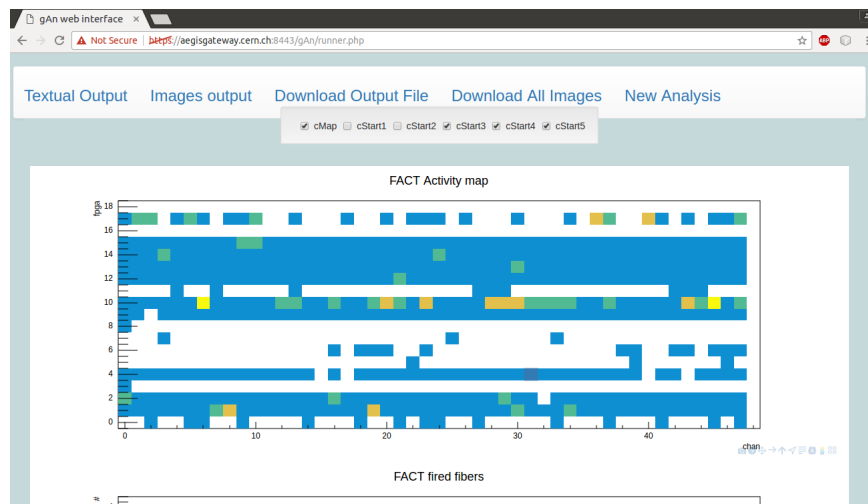 gAn web interface
Not Secure https://aegisgateway.cern.ch:8443/gAn/runner.php
ABP
Textual Output Images output Download Output File Download All Images New Analysis
cMap cStart1 cStart2 cStart3 cStart4 cStart5
FACT Activity map
fpga
18
16
14
12
10
8
6
4
2
0
0 10 20 30 40
chan
FACT fired fibers
#